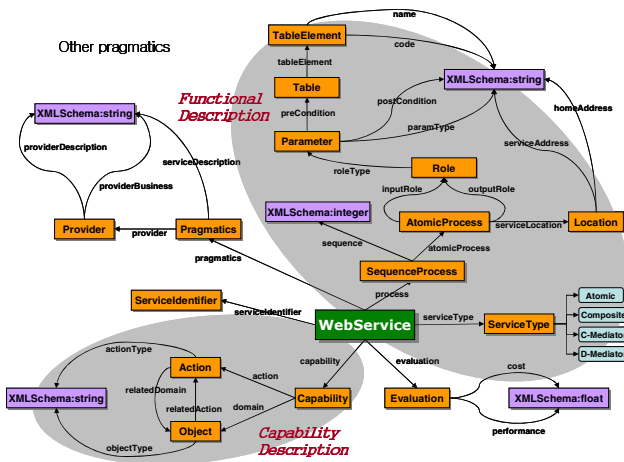 name
TableElement
code
Other pragmatics
tableElement
Table
XMLSchema:string
Functional
Description
postCondition
homeAddress
XMLSchema:string
preCondition
paramType
providerDescription
Parameter
serviceAddress
serviceDescription
roleType
Role
providerBusiness
inputRole
outputRole
XMLSchema:integer
Provider
provider
Pragmatics
AtomicProcess
serviceLocation
Location
sequence
atomicProcess
pragmatics
SequenceProcess
process
ServiceIdentifier
serviceIdentifier
WebService
serviceType
ServiceType
Atomic
Composite
C-Mediator
D-Mediator
actionType
capability
evaluation
Action
action
cost
XMLSchema:string
relatedDomain
relatedAction
domain
Capability
Evaluation
XMLSchema:float
Object
objectType
Capability
Description
performance